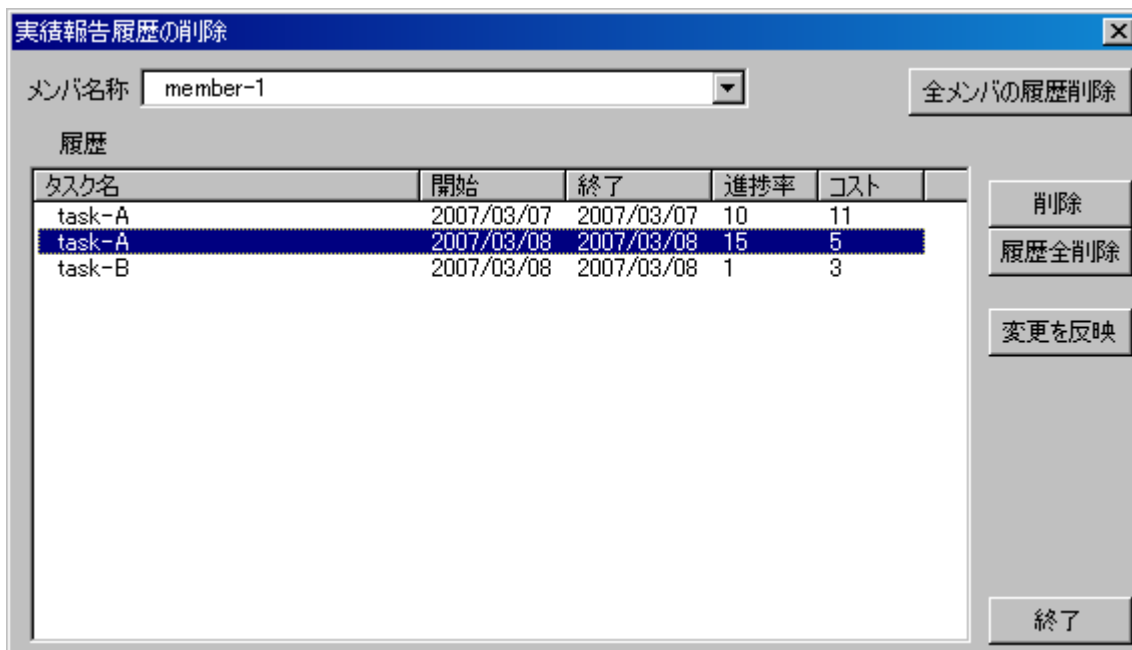 実績報告履歴の削除
メンバ名称 member-1 全メンバの履歴削除
履歴
タスク名 開始 終了 進捗率 コスト
task-A 2007/03/07 2007/03/07 10 11
task-A 2007/03/08 2007/03/08 15 5
task-B 2007/03/08 2007/03/08 1 3
削除
履歴全削除
変更を反映
終了